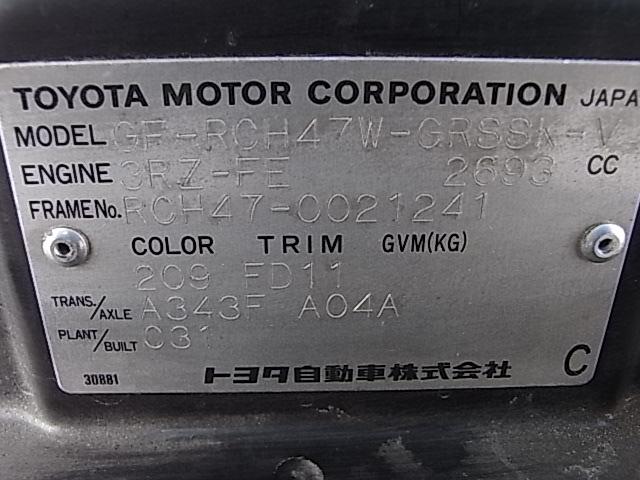 TOYOTA MOTOR CORPORATION JAPA
MODEL GF-RCH47W-GRSSK-V
ENGINE 3RZ-FE 2693 CC
FRAME No. RCH47-0021241
COLOR TRIM GVM(KG)
209 FD11
TRANS./AXLE A343F A04A
PLANT/BUILT C31
30881 トヨタ自動車株式会社 C